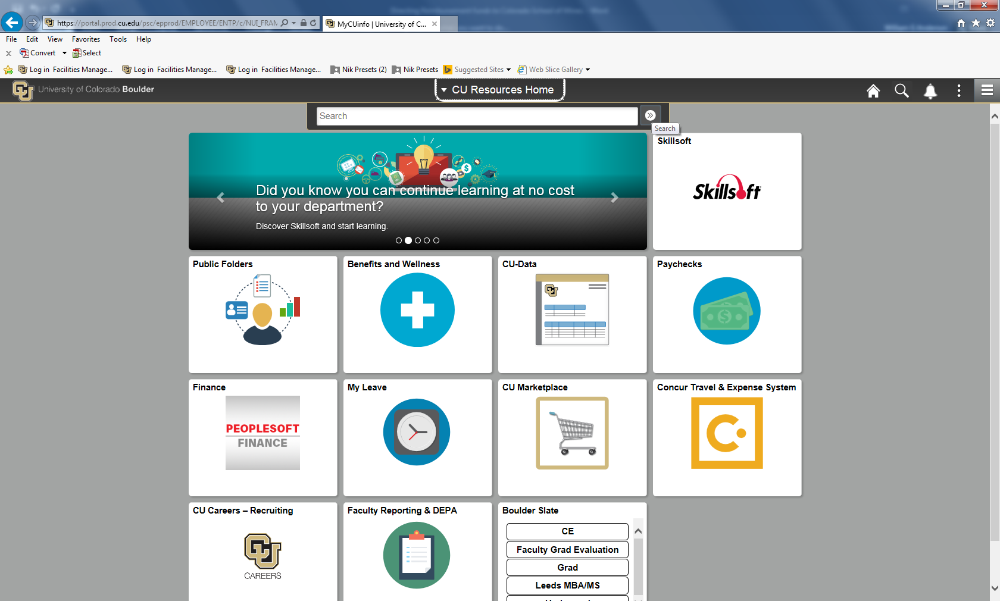 https://portal.prod.cu.edu/psc/epprod/EMPLOYEE/ENTP/c/NUI_FRAM
MyCUinfo | University of C...
File Edit View Favorites Tools Help
Convert Select
Log in Facilities Manage... Log in Facilities Manage... Log in Facilities Manage... Nik Presets (2) Nik Presets Suggested Sites Web Slice Gallery
University of Colorado Boulder
CU Resources Home
Search
Search
Did you know you can continue learning at no cost
to your department?
Discover Skillsoft and start learning.
Skillsoft
Skillsoft
Public Folders
Benefits and Wellness
CU-Data
Paychecks
Finance
PEOPLESOFT
FINANCE
My Leave
CU Marketplace
Concur Travel & Expense System
CU Careers – Recruiting
CU
CAREERS
Faculty Reporting & DEPA
Boulder Slate
CE
Faculty Grad Evaluation
Grad
Leeds MBA/MS